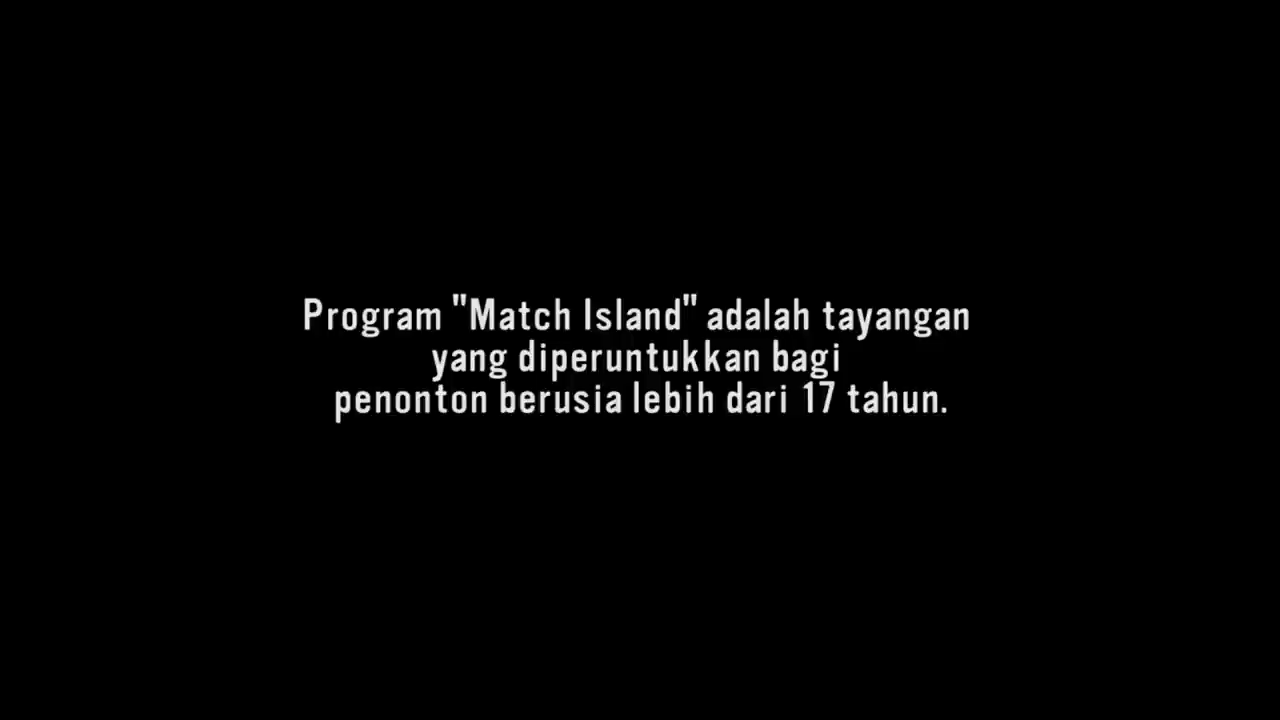 Program "Match Island" adalah tayangan
yang diperuntukkan bagi
penonton berusia lebih dari 17 tahun.